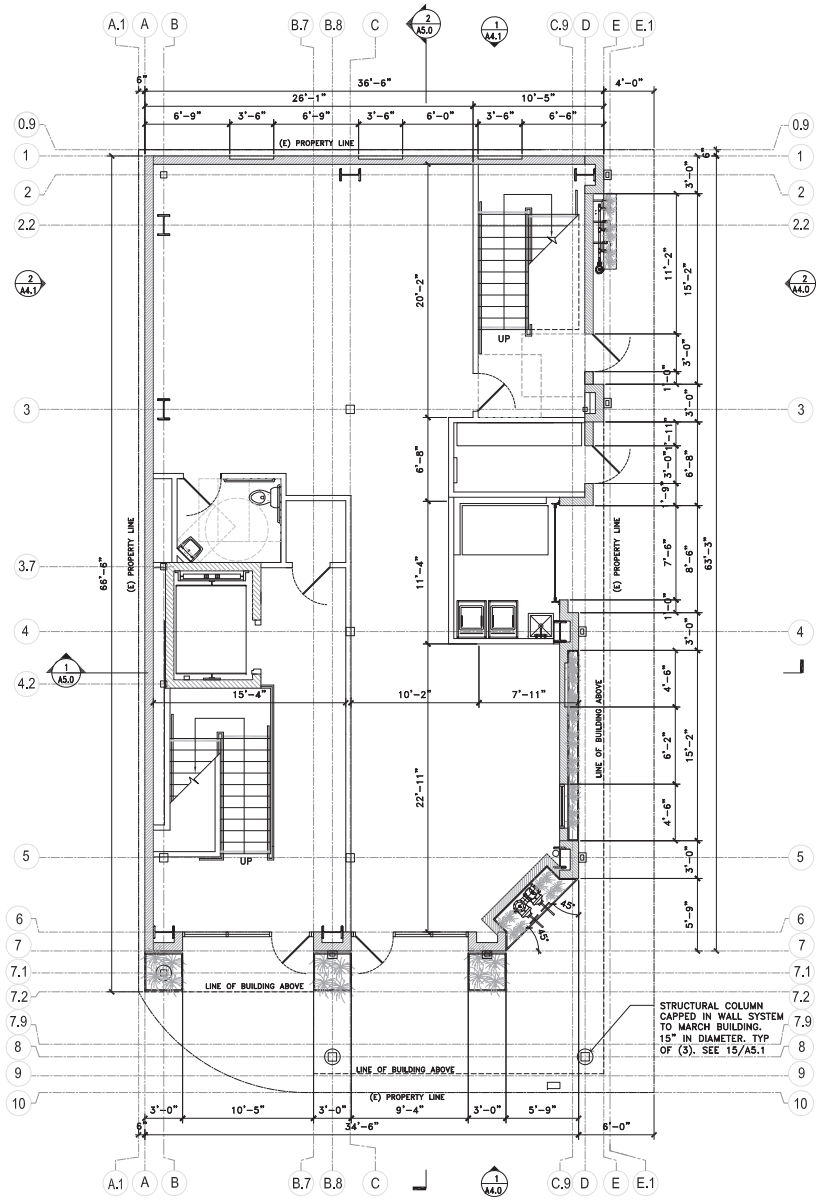 A.1 A B B.7 B.8 C 2 A5.0 1 A4.1 C.9 D E E.1
6" 36'-6" 4'-0"
26'-1" 10'-5"
6'-9" 3'-6" 6'-9" 3'-6" 6'-0" 3'-6" 6'-6"
0.9 (E) PROPERTY LINE 6" 0.9
1 1
3'-0"
2 2
2.2 2.2
11'-2" 15'-2"
2 A4.1 20'-2" 2 A4.0
UP
3'-0"
1'-0"
3 3'-0" 3
1'-11"
6'-8" 3'-0" 6'-8"
1'-9"
(E) PROPERTY LINE (E) PROPERTY LINE
66'-6" 11'-4" 7'-6" 8'-6" 63'-3"
3.7
1'-0"
4 3'-0" 4
1 A5.0
4.2 15'-4" 10'-2" 7'-11" 4'-6"
LINE OF BUILDING ABOVE
6'-2" 15'-2"
22'-11"
4'-6"
5 UP 3'-0" 5
45°
5'-9"
6 45° 6
7 7
7.1 7.1
7.2 LINE OF BUILDING ABOVE 7.2
STRUCTURAL COLUMN
CAPPED IN WALL SYSTEM
7.9 TO MARCH BUILDING. 7.9
15" IN DIAMETER. TYP
8 OF (3). SEE 15/A5.1 8
9 LINE OF BUILDING ABOVE 9
10 (E) PROPERTY LINE 10
3'-0" 10'-5" 3'-0" 9'-4" 3'-0" 5'-9"
6" 34'-6" 6'-0"
A.1 A B B.7 B.8 C 1 A4.0 C.9 D E E.1